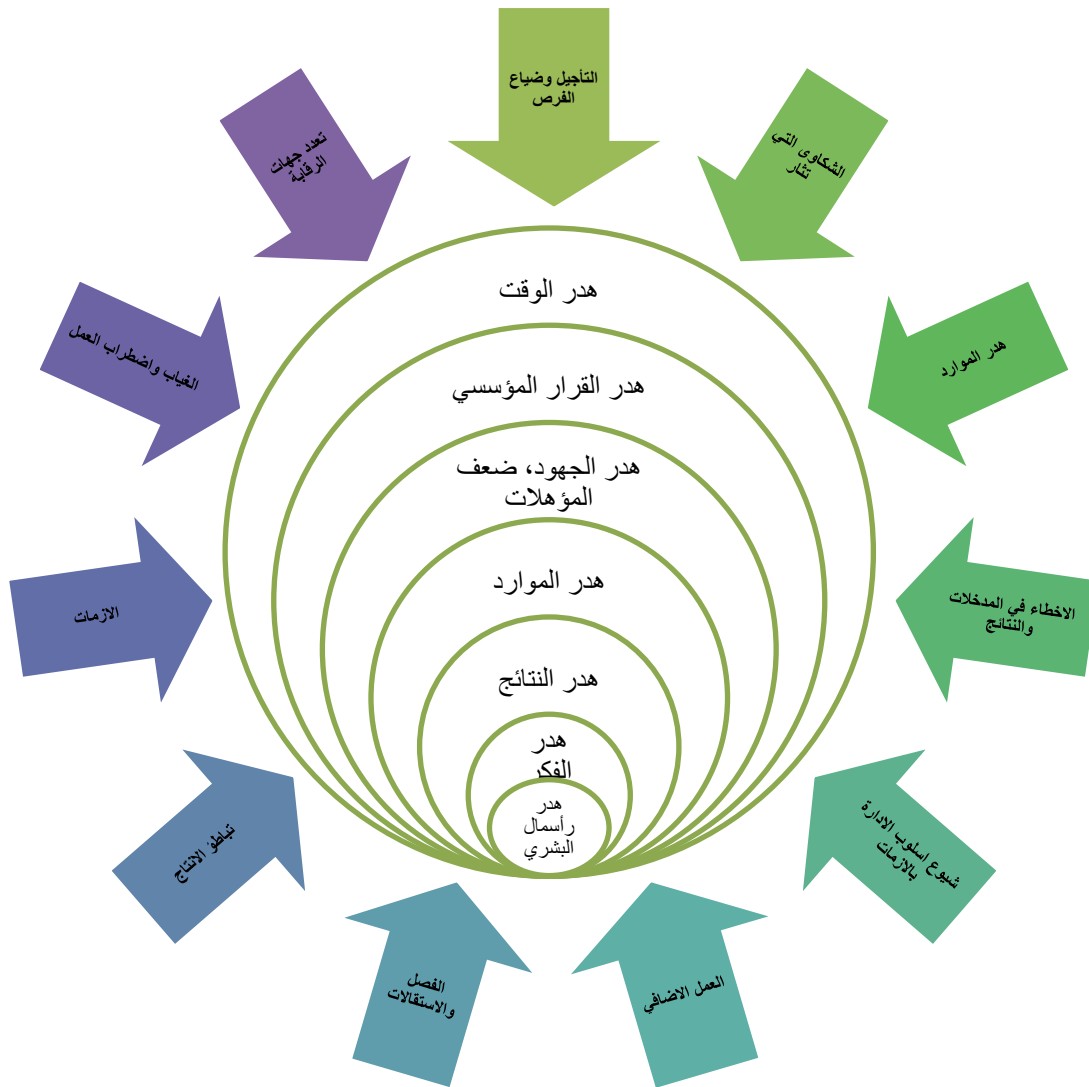 التأجيل وضياع
الفرص
الشكاوى التي
تثار
هدر الموارد
الاخطاء في المدخلات
والنتائج
شيوع اسلوب الادارة
بالازمات
العمل الاضافي
الفصل
والاستقالات
تباطؤ الانتاج
الازمات
الغياب واضطراب العمل
تعدد جهات
الرقابة
هدر الوقت
هدر القرار المؤسسي
هدر الجهود، ضعف
المؤهلات
هدر الموارد
هدر النتائج
هدر
الفكر
هدر
رأسمال
البشري